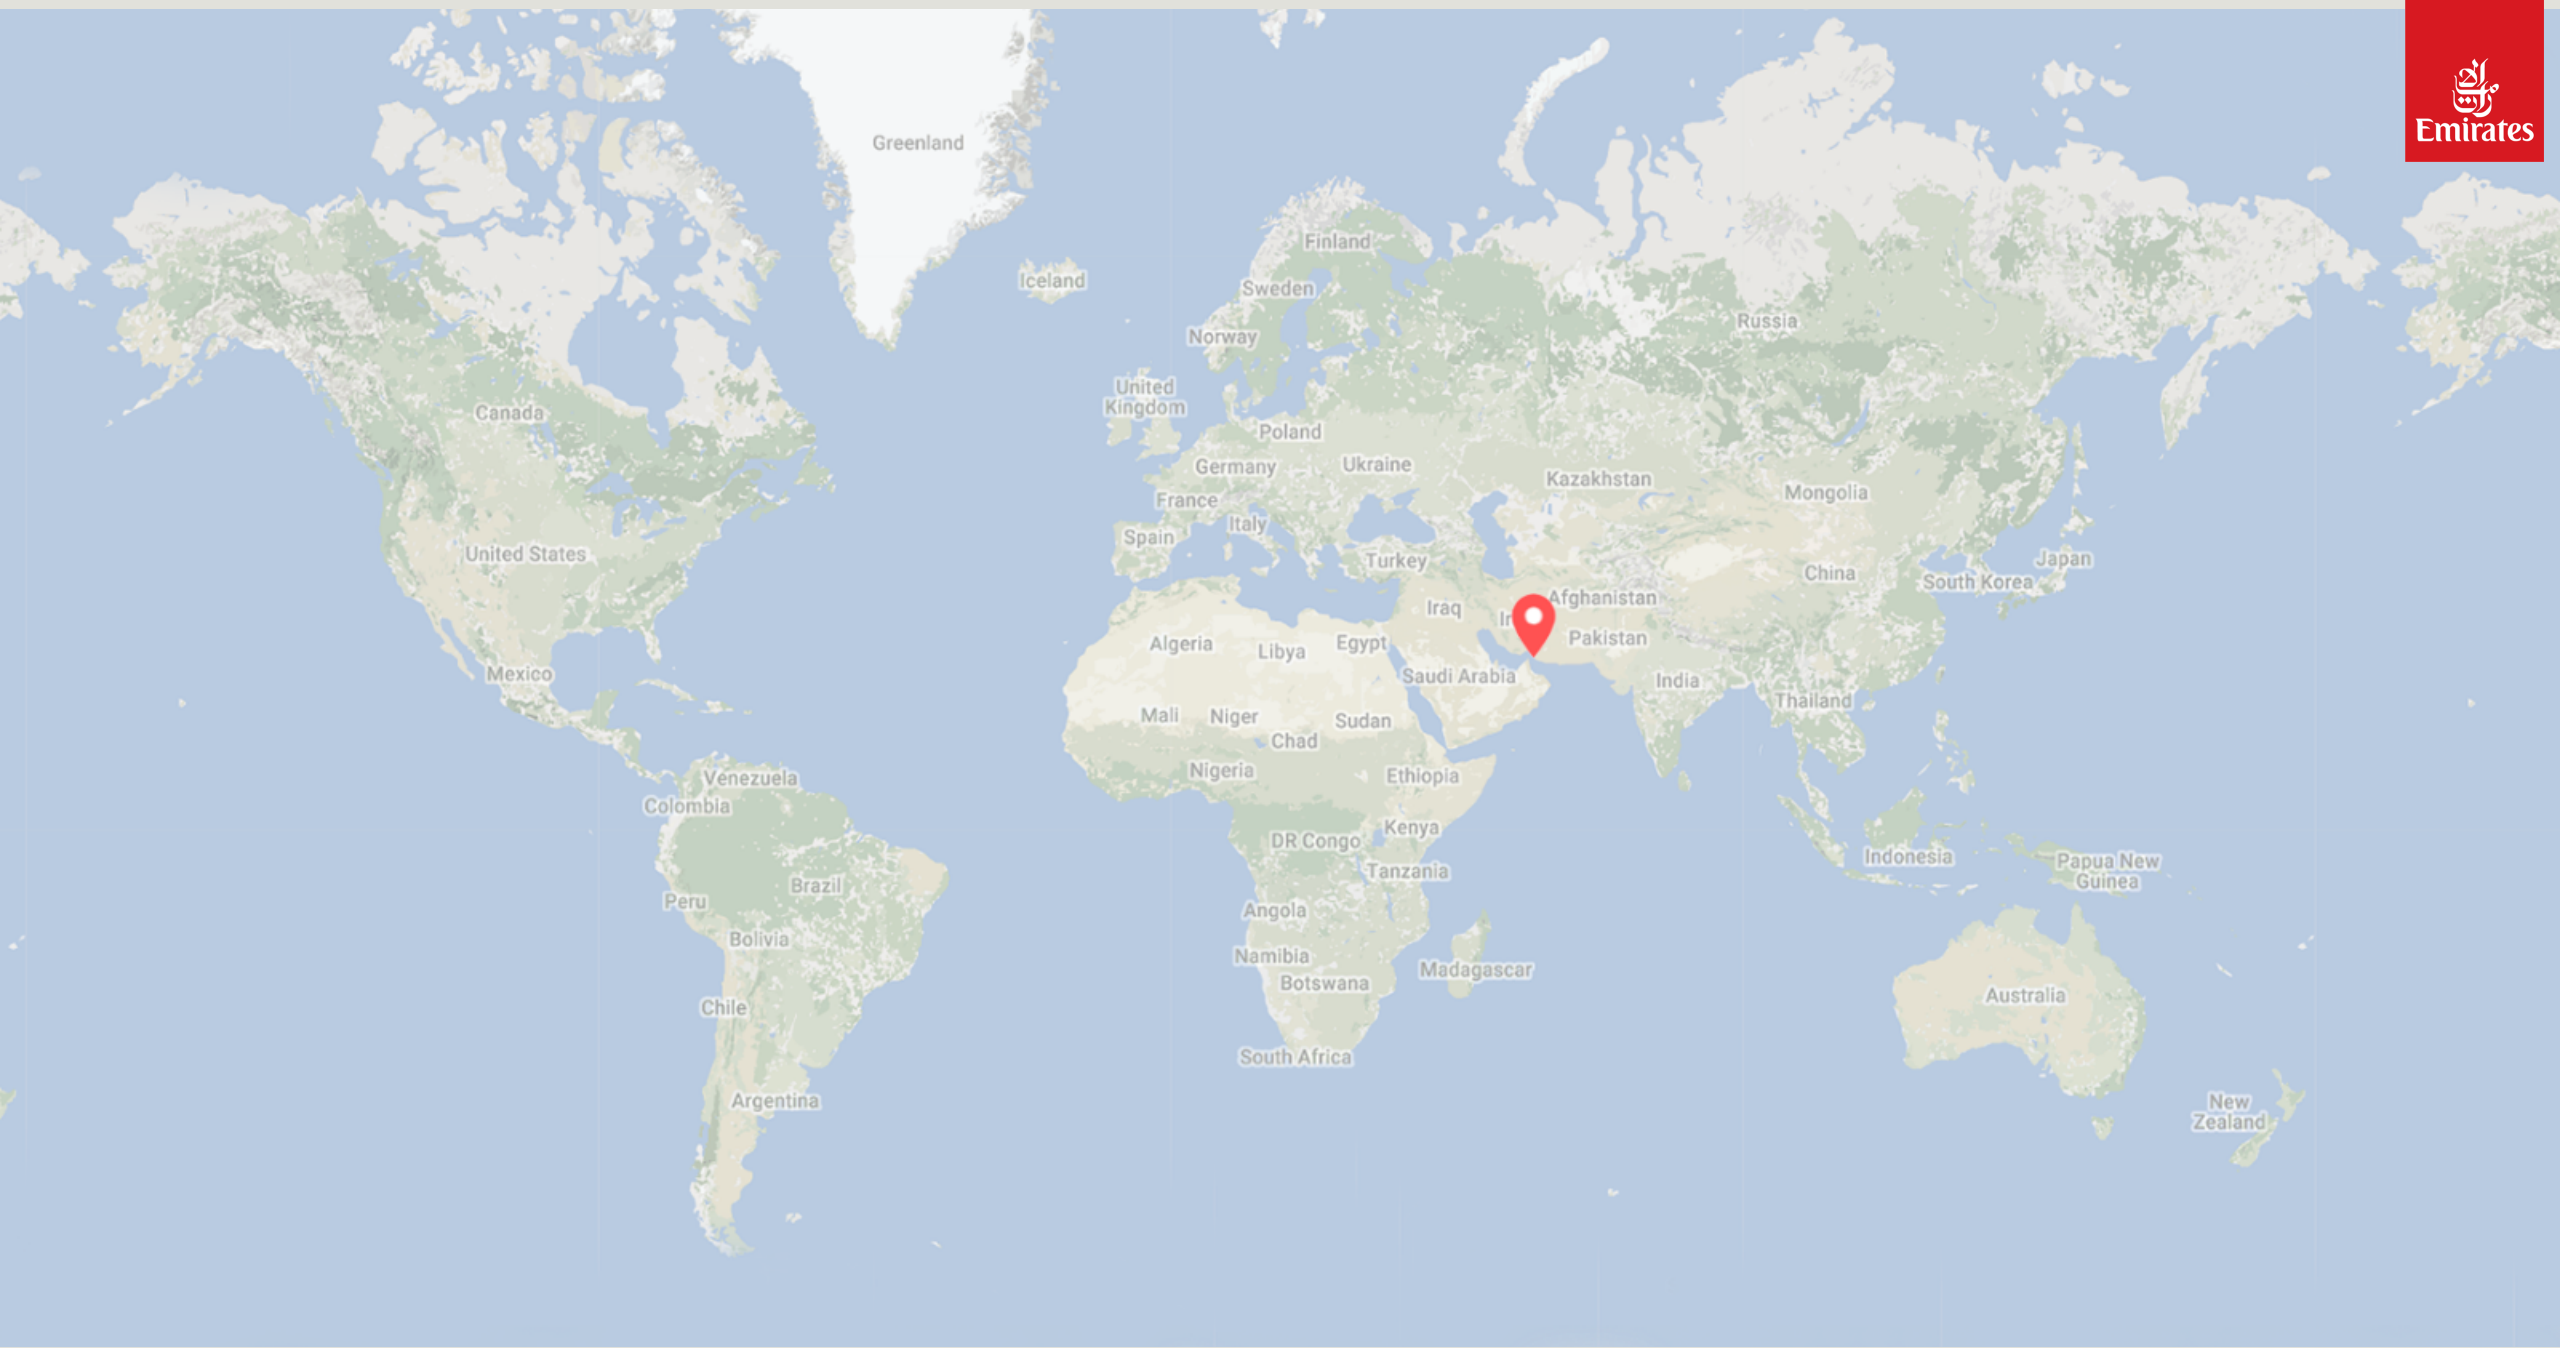 Emirates
Greenland
Iceland
Finland
Sweden
Norway
Russia
United
Kingdom
Canada
Poland
Germany
Ukraine
Kazakhstan
Mongolia
France
Italy
Spain
Turkey
United States
China
Japan
South Korea
Iraq
Afghanistan
Algeria
Libya
Egypt
Pakistan
Mexico
Saudi Arabia
India
Thailand
Mali
Niger
Sudan
Chad
Nigeria
Ethiopia
Venezuela
Colombia
Kenya
DR Congo
Tanzania
Indonesia
Papua New
Guinea
Brazil
Peru
Angola
Bolivia
Namibia
Botswana
Madagascar
Chile
Australia
South Africa
Argentina
New
Zealand